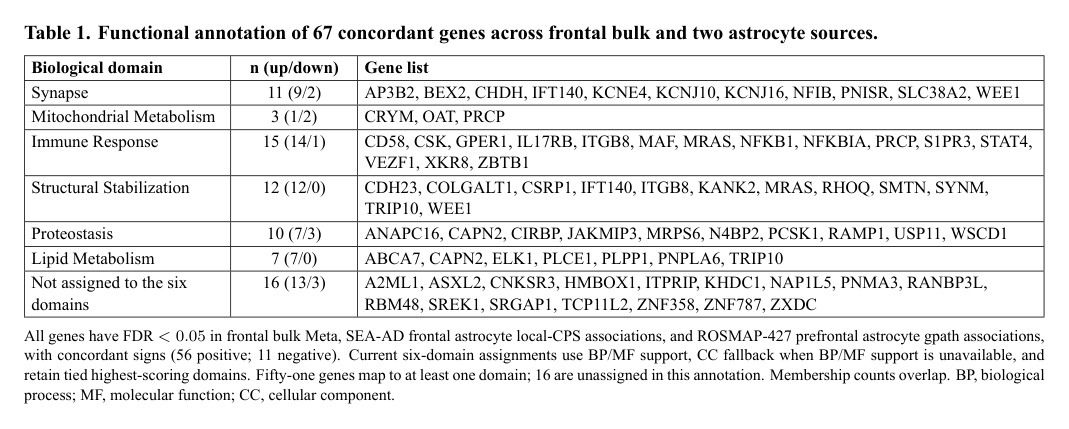 Table 1. Functional annotation of 67 concordant genes across frontal bulk and two astrocyte sources.
Biological domain n (up/down) Gene list
Synapse 11 (9/2) AP3B2, BEX2, CHDH, IFT140, KCNE4, KCNJ10, KCNJ16, NFIB, PNISR, SLC38A2, WEE1
Mitochondrial Metabolism 3 (1/2) CRYM, OAT, PRCP
Immune Response 15 (14/1) CD58, CSK, GPER1, IL17RB, ITGB8, MAF, MRAS, NFKB1, NFKBIA, PRCP, S1PR3, STAT4,
VEZF1, XKR8, ZBTB1
Structural Stabilization 12 (12/0) CDH23, COLGALT1, CSRP1, IFT140, ITGB8, KANK2, MRAS, RHOQ, SMTN, SYNM,
TRIP10, WEE1
Proteostasis 10 (7/3) ANAPC16, CAPN2, CIRBP, JAKMIP3, MRPS6, N4BP2, PCSK1, RAMP1, USP11, WSCD1
Lipid Metabolism 7 (7/0) ABCA7, CAPN2, ELK1, PLCE1, PLPP1, PNPLA6, TRIP10
Not assigned to the six 16 (13/3) A2ML1, ASXL2, CNKSR3, HMBOX1, ITPRIP, KHDC1, NAP1L5, PNMA3, RANBP3L,
domains RBM48, SREK1, SRGAP1, TCP11L2, ZNF358, ZNF787, ZXDC
All genes have FDR < 0.05 in frontal bulk Meta, SEA-AD frontal astrocyte local-CPS associations, and ROSMAP-427 prefrontal astrocyte gpath associations,
with concordant signs (56 positive; 11 negative). Current six-domain assignments use BP/MF support, CC fallback when BP/MF support is unavailable, and
retain tied highest-scoring domains. Fifty-one genes map to at least one domain; 16 are unassigned in this annotation. Membership counts overlap. BP, biological
process; MF, molecular function; CC, cellular component.